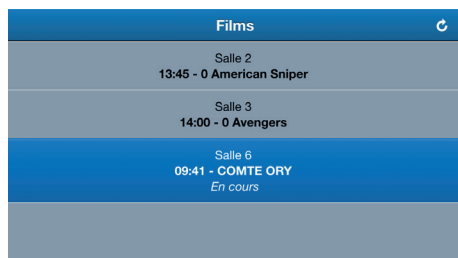 Films
Salle 2
13:45 - 0 American Sniper
Salle 3
14:00 - 0 Avengers
Salle 6
09:41 - COMTE ORY
En cours